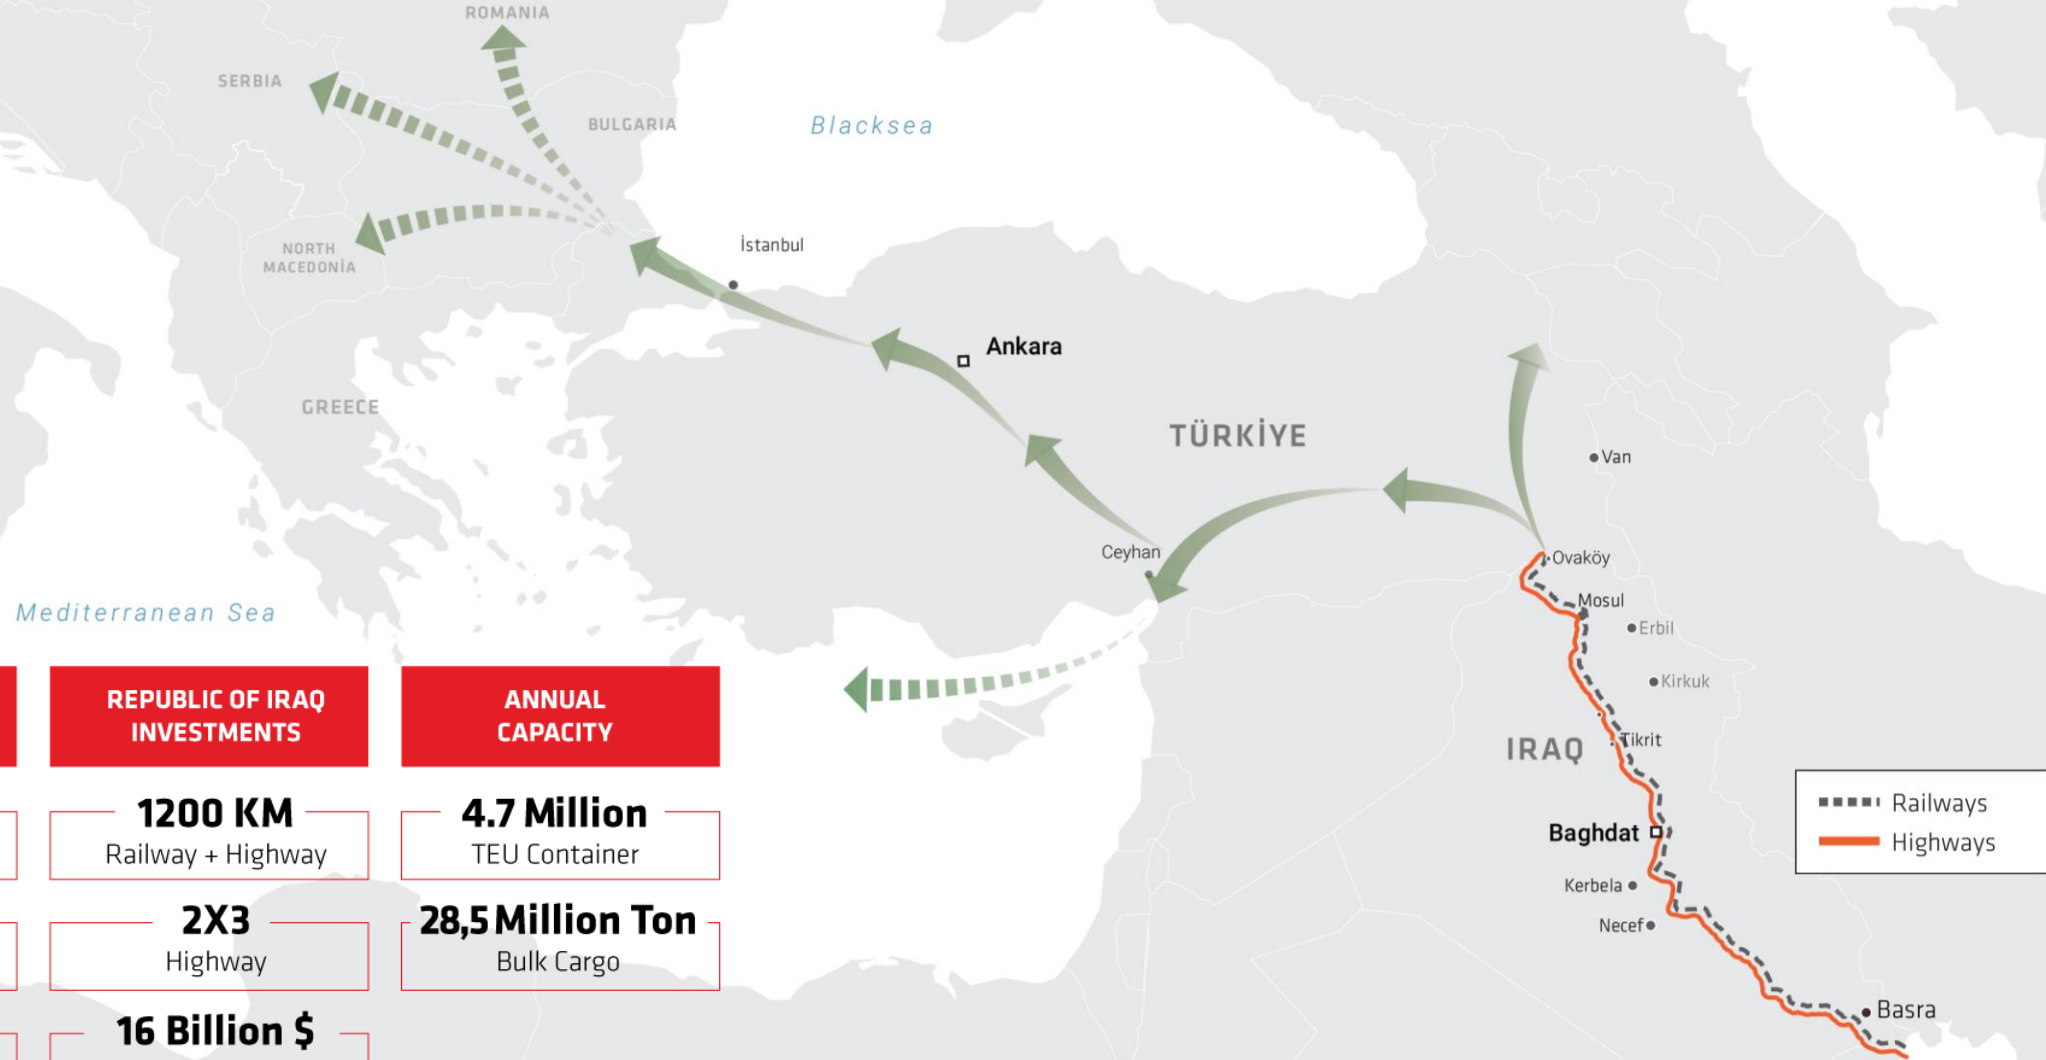 ROMANIA
SERBIA
BULGARIA
Blacksea
İstanbul
NORTH
MACEDONİA
Ankara
GREECE
TÜRKİYE
Van
Ceyhan
Ovaköy
Mosul
Erbil
Mediterranean Sea
Kirkuk
IRAQ
Tikrit
Baghdat
Kerbela
Necef
Basra
Railways
Highways
REPUBLIC OF IRAQ
INVESTMENTS
1200 KM
Railway + Highway
2X3
Highway
16 Billion $
ANNUAL
CAPACITY
4.7 Million
TEU Container
28,5 Million Ton
Bulk Cargo